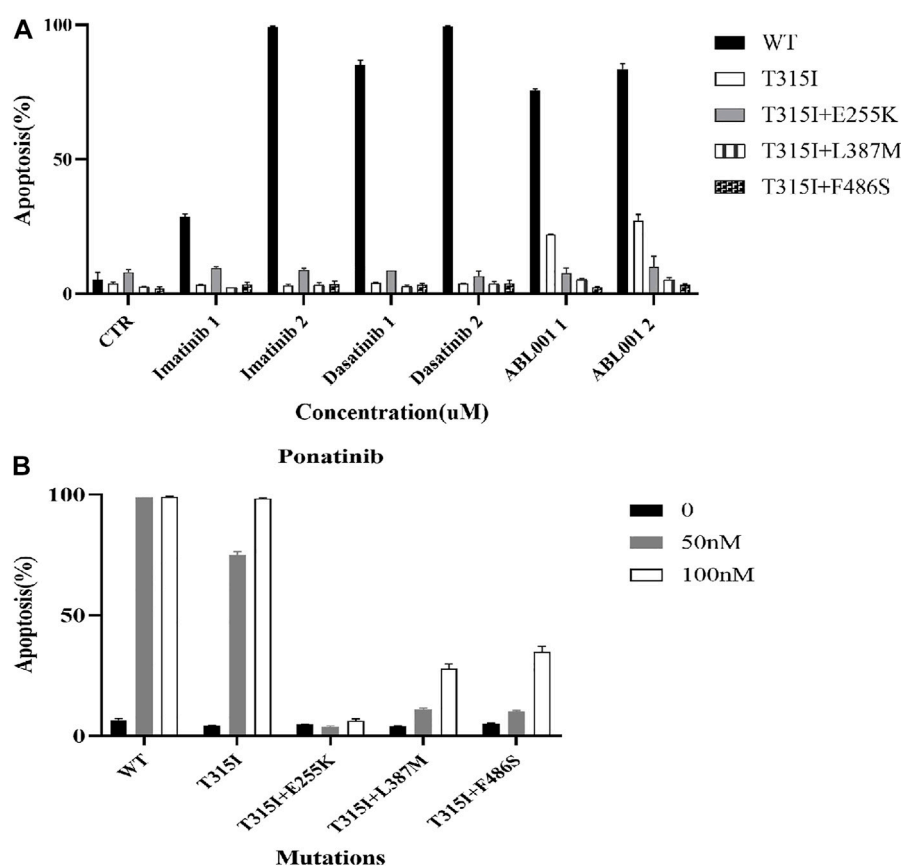 A
100
50
0
Apoptosis(%)
WT
T315I
T315I+E255K
T315I+L387M
T315I+F486S
CTR
Imatinib 1
Imatinib 2
Dasatinib 1
Dasatinib 2
ABL001 1
ABL001 2
Concentration(uM)
B
Ponatinib
100
50
0
Apoptosis(%)
0
50nM
100nM
WT
T315I
T315I+E255K
T315I+L387M
T315I+F486S
Mutations